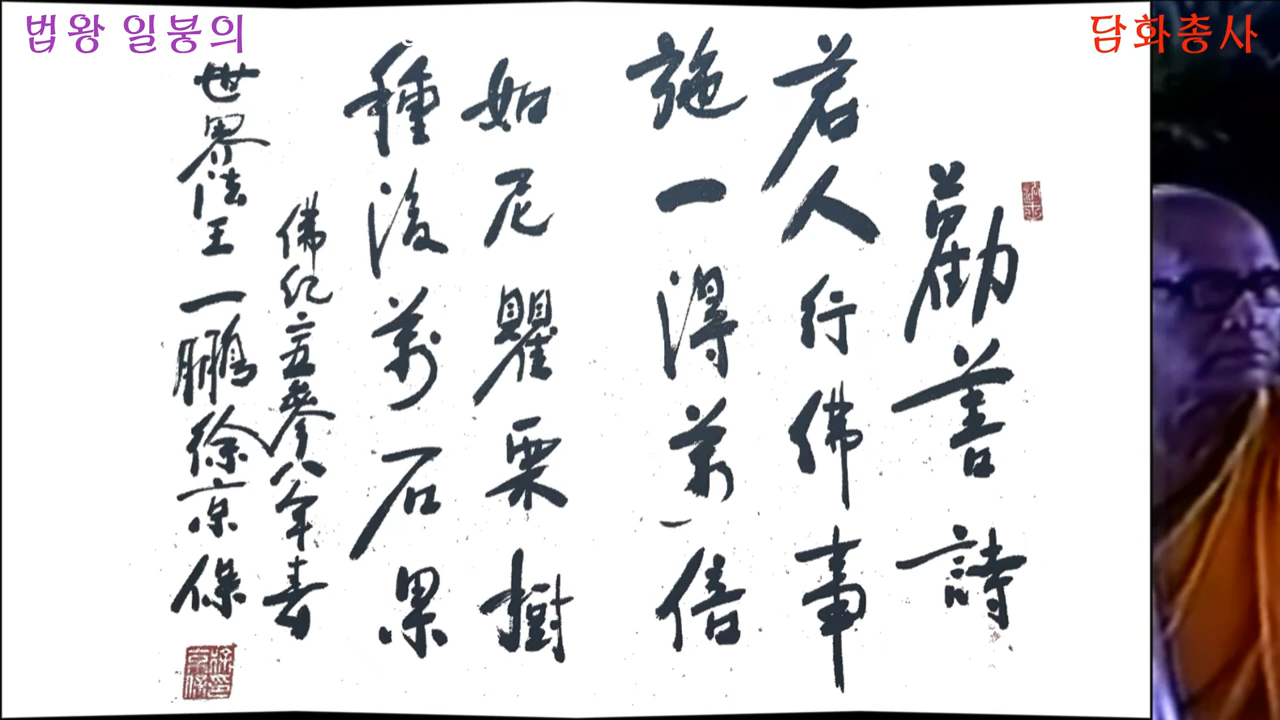 법왕 일붕의
담화총사
勸善詩
若人行佛事
施一得萬倍
如尼瞿栗樹
種後萬石果
佛紀二五參八年春
世界法王一鵬徐京保